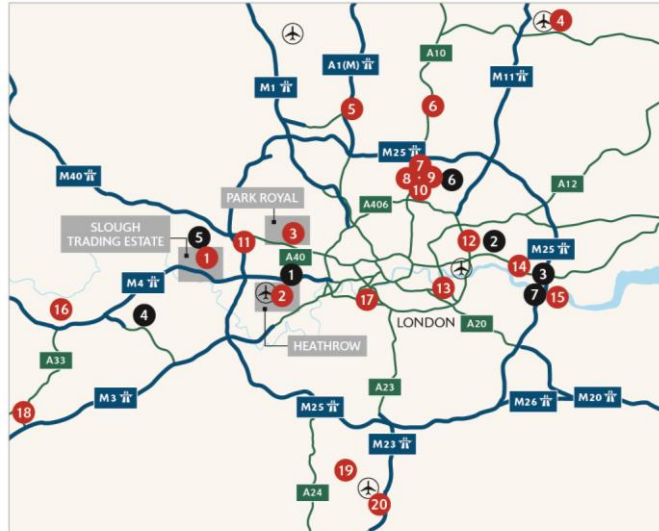 4
A10
A1(M)
M1
M11
5
6
M25
7
8
9
6
10
M40
A12
PARK ROYAL
A406
SLOUGH
TRADING ESTATE
5
3
12
2
M25
1
11
A40
14
3
M4
1
2
13
7
15
16
17
4
LONDON
A20
HEATHROW
A33
A23
M3
M25
M26
M20
18
M23
19
A24
20